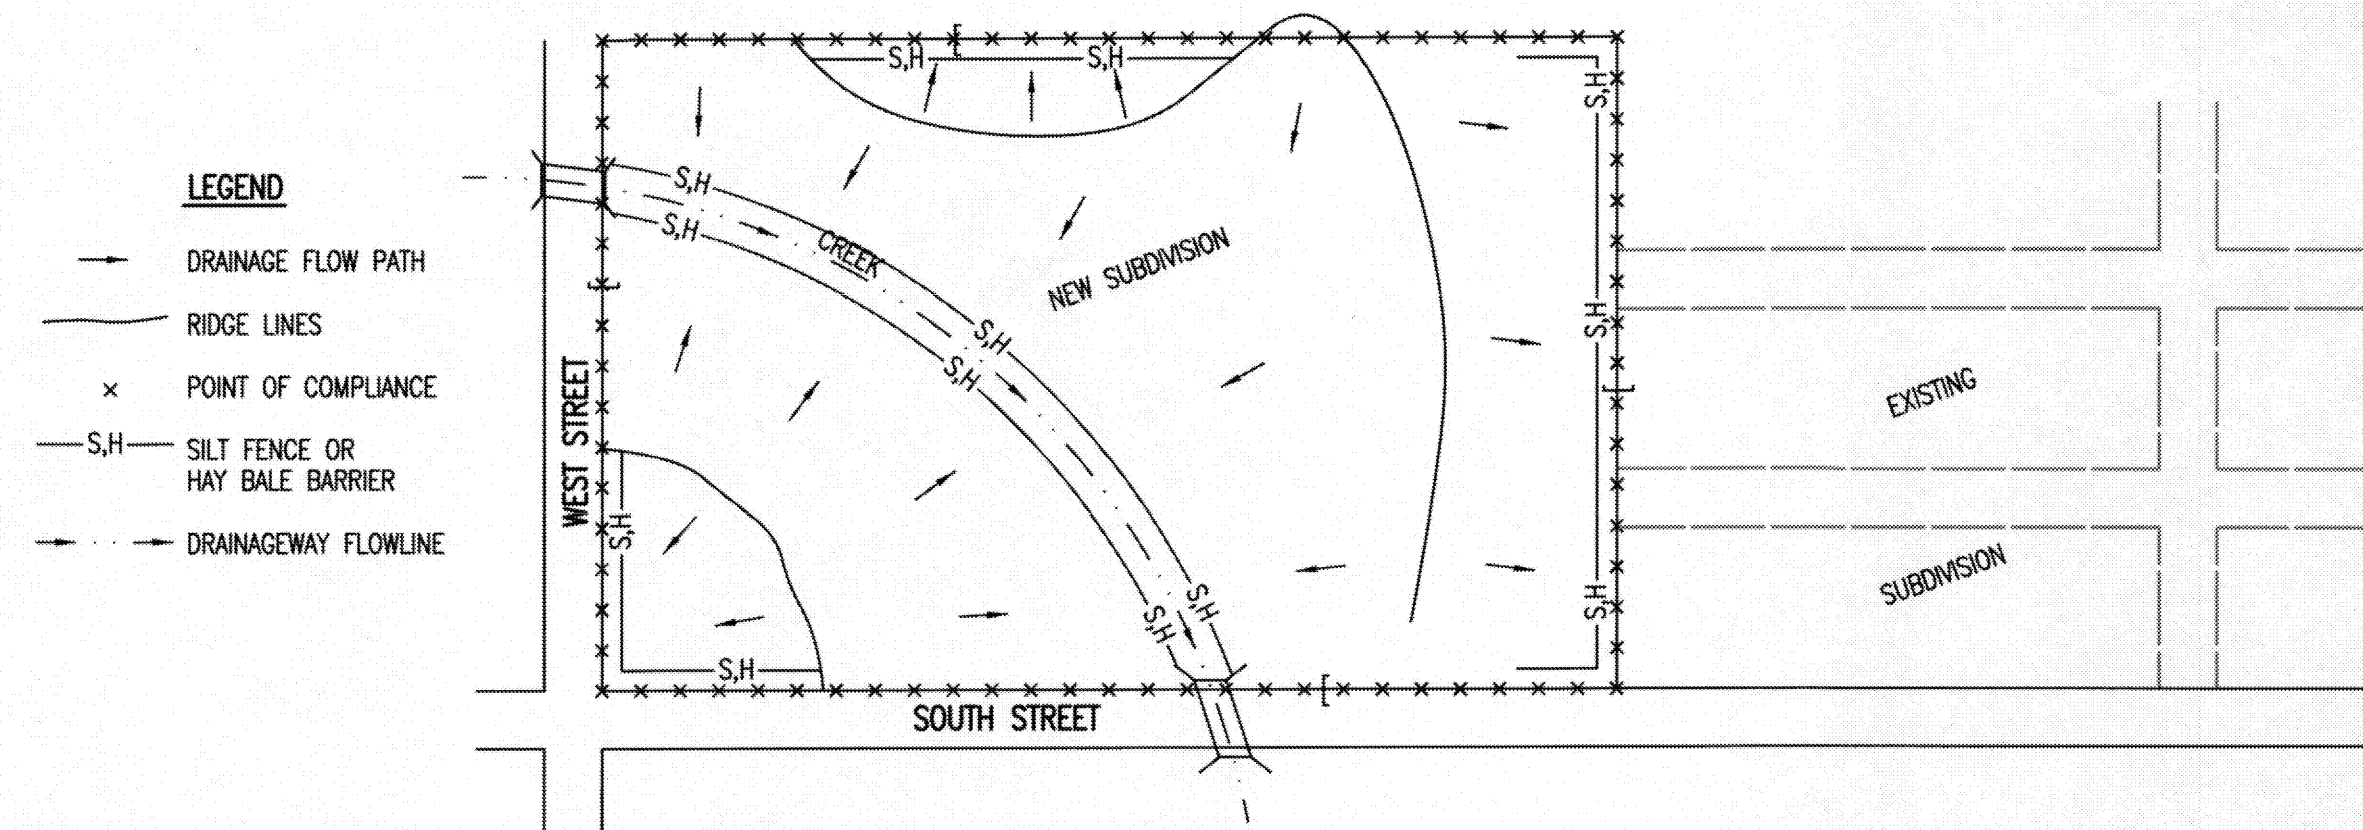 LEGEND
DRAINAGE FLOW PATH
RIDGE LINES
POINT OF COMPLIANCE
S,H
SILT FENCE OR
HAY BALE BARRIER
DRAINAGEWAY FLOWLINE
S,H
S,H
S,H
S,H
S,H
CREEK
NEW SUBDIVISION
S,H
S,H
S,H
WEST STREET
EXISTING
S,H
S,H
S,H
S,H
SUBDIVISION
S,H
SOUTH STREET